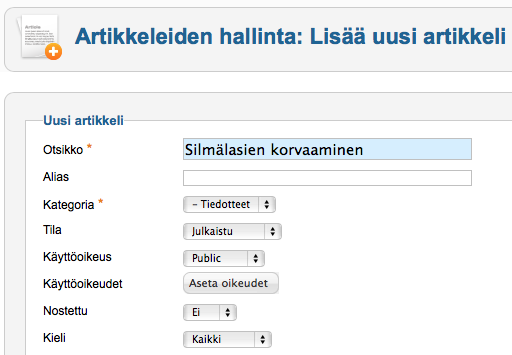 Artikkeleiden hallinta: Lisää uusi artikkeli
Uusi artikkeli
Otsikko * Silmälasien korvaaminen
Alias
Kategoria * - Tiedotteet
Tila Julkaistu
Käyttöoikeus Public
Käyttöoikeudet Aseta oikeudet
Nostettu Ei
Kieli Kaikki